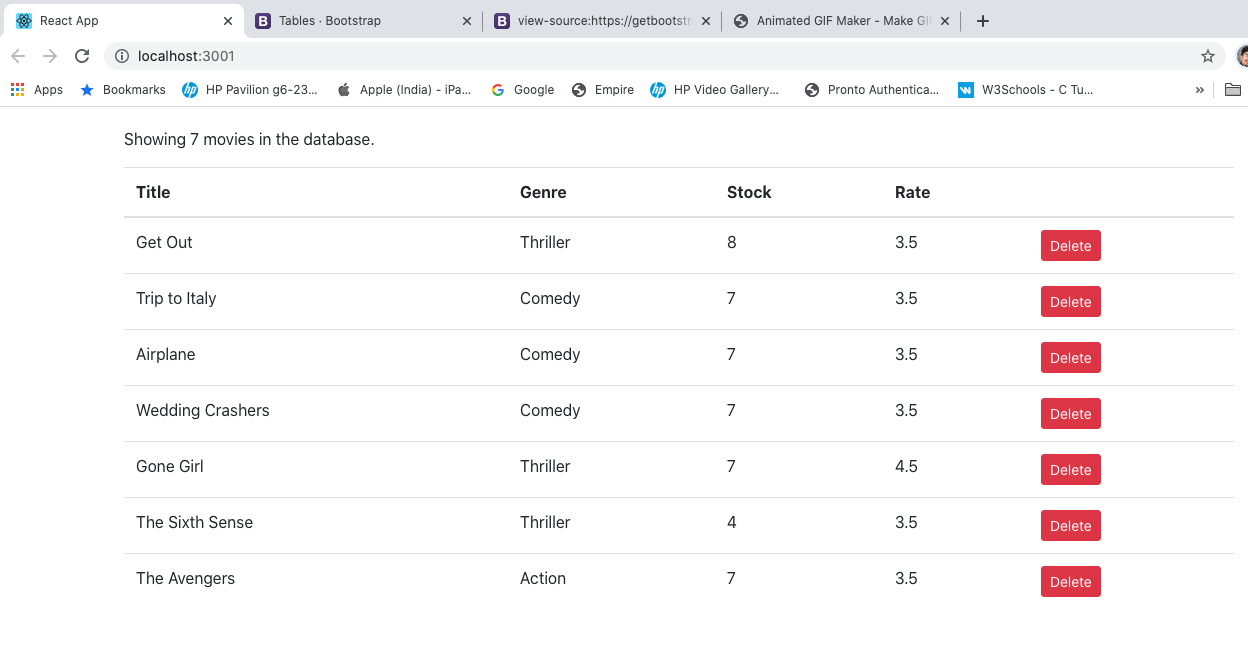 React App
Tables · Bootstrap
view-source:https://getbootstr
Animated GIF Maker - Make GI
localhost:3001
Apps Bookmarks HP Pavilion g6-23... Apple (India) - iPa... Google Empire HP Video Gallery... Pronto Authentica... W3Schools - C Tu... »
Showing 7 movies in the database.
Title Genre Stock Rate
Get Out Thriller 8 3.5 Delete
Trip to Italy Comedy 7 3.5 Delete
Airplane Comedy 7 3.5 Delete
Wedding Crashers Comedy 7 3.5 Delete
Gone Girl Thriller 7 4.5 Delete
The Sixth Sense Thriller 4 3.5 Delete
The Avengers Action 7 3.5 Delete